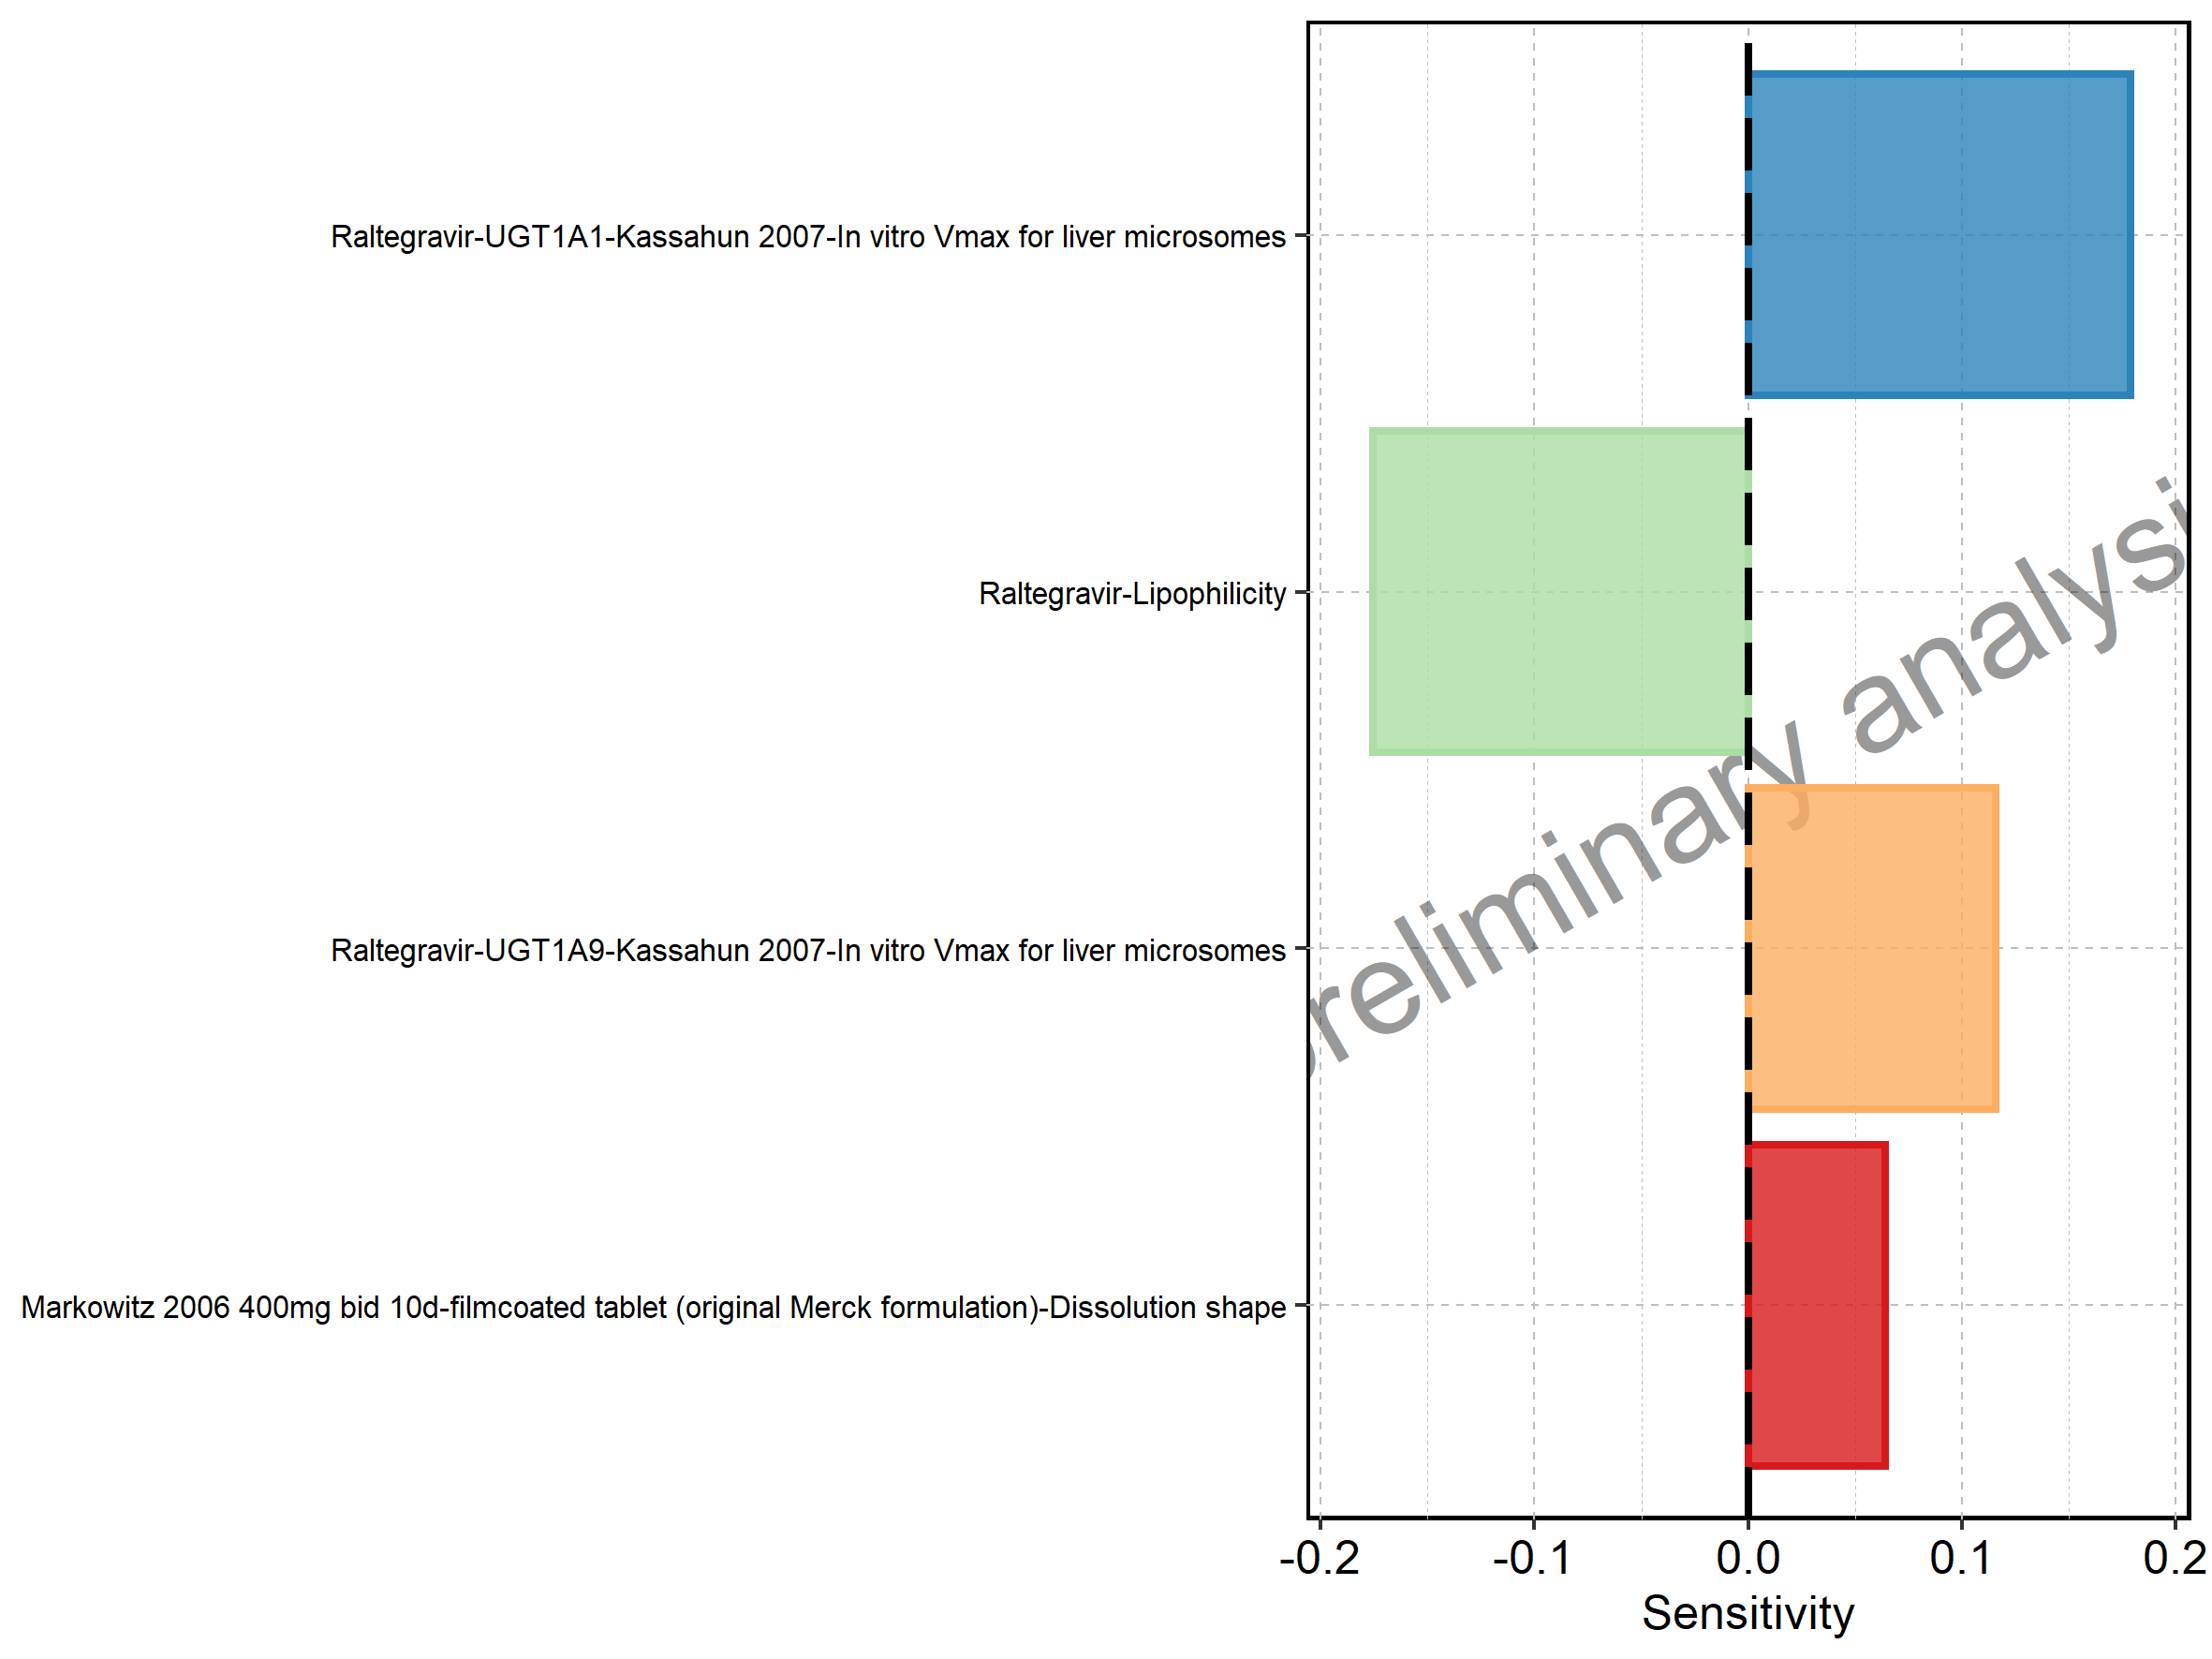 Raltegravir-UGT1A1-Kassahun 2007-In vitro Vmax for liver microsomes
Raltegravir-Lipophilicity
Raltegravir-UGT1A9-Kassahun 2007-In vitro Vmax for liver microsomes
Markowitz 2006 400mg bid 10d-filmcoated tablet (original Merck formulation)-Dissolution shape
preliminary analysi
-0.2 -0.1 0.0 0.1 0.2
Sensitivity